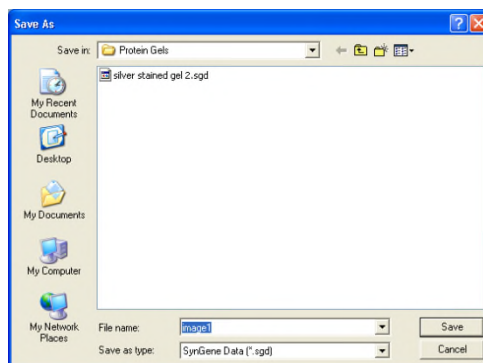 Save As
Save in: Protein Gels
silver stained gel 2.sgd
My Recent
Documents
Desktop
My Documents
My Computer
My Network
Places
File name: image1 Save
Save as type: SynGene Data (*.sgd) Cancel